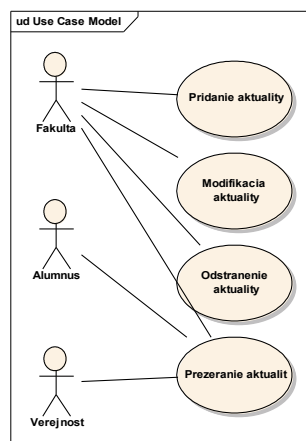 ud Use Case Model
Fakulta
Pridanie aktuality
Modifikacia
aktuality
Alumnus
Odstranenie
aktuality
Verejnost
Prezeranie aktualit